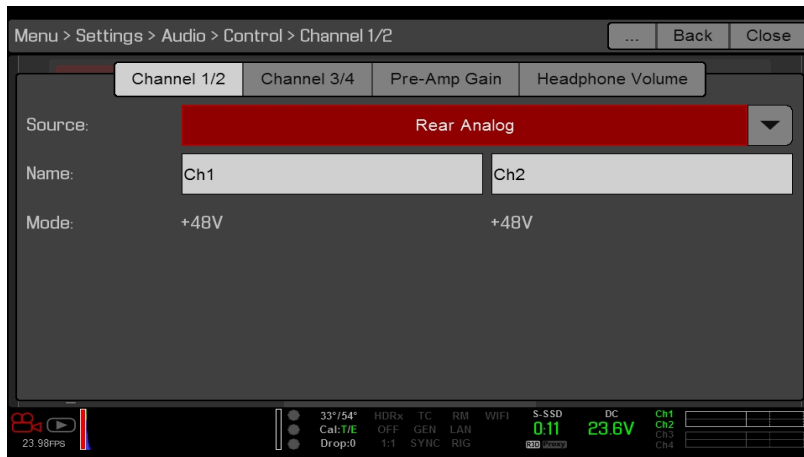 Menu > Settings > Audio > Control > Channel 1/2 ... Back Close
Channel 1/2 Channel 3/4 Pre-Amp Gain Headphone Volume
Source: Rear Analog
Name: Ch1 Ch2
Mode: +48V +48V
33°/54° HDRx TC RM WIFI S-SSD DC Ch1
Cal:T/E OFF GEN LAN 0:11 23.6V Ch2
23.98FPS Drop:0 1:1 SYNC RIG R3D Proxy Ch3
Ch4